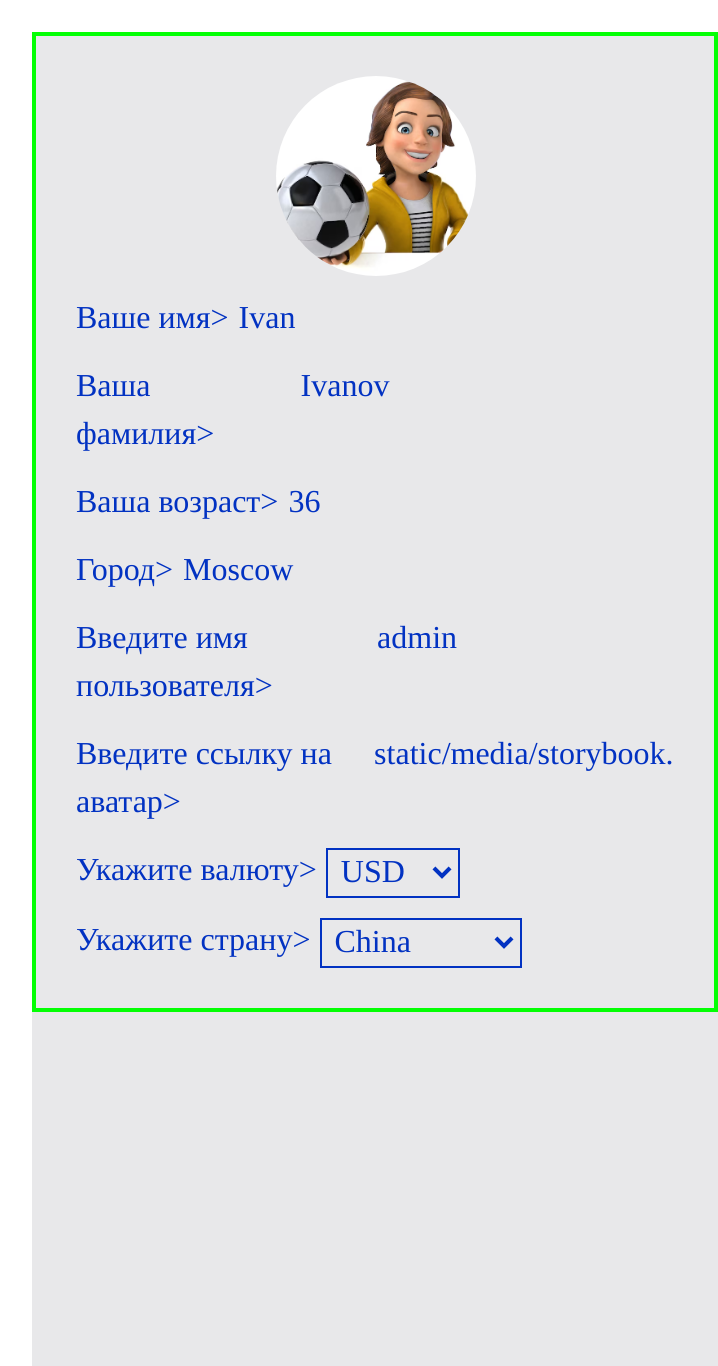 Ваше имя> Ivan
Ваша Ivanov
фамилия>
Ваша возраст> 36
Город> Moscow
Введите имя admin
пользователя>
Введите ссылку на static/media/storybook.
аватар>
Укажите валюту> USD
Укажите страну> China